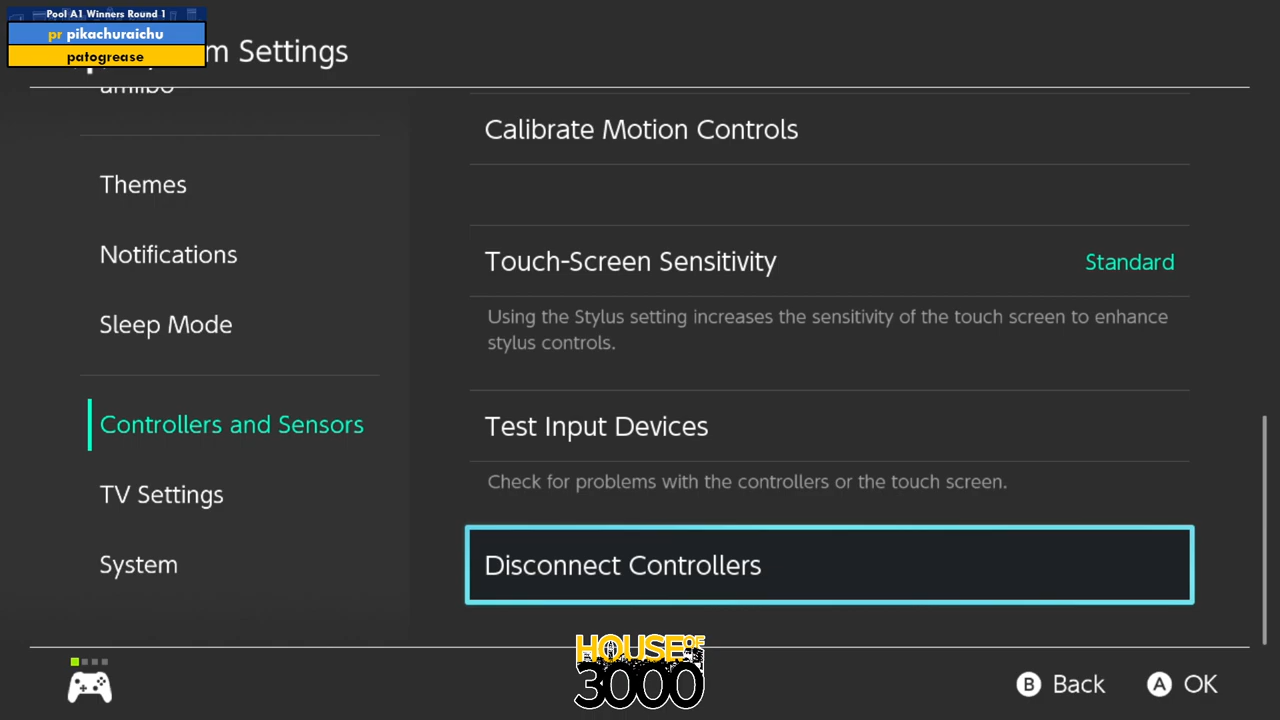 Pool A1 Winners Round 1
pr pikachuraichu
patogrease
m Settings
amiibo
Themes
Notifications
Sleep Mode
Controllers and Sensors
TV Settings
System
Calibrate Motion Controls
Touch-Screen Sensitivity Standard
Using the Stylus setting increases the sensitivity of the touch screen to enhance
stylus controls.
Test Input Devices
Check for problems with the controllers or the touch screen.
Disconnect Controllers
HOUSE OF
3000
B Back A OK